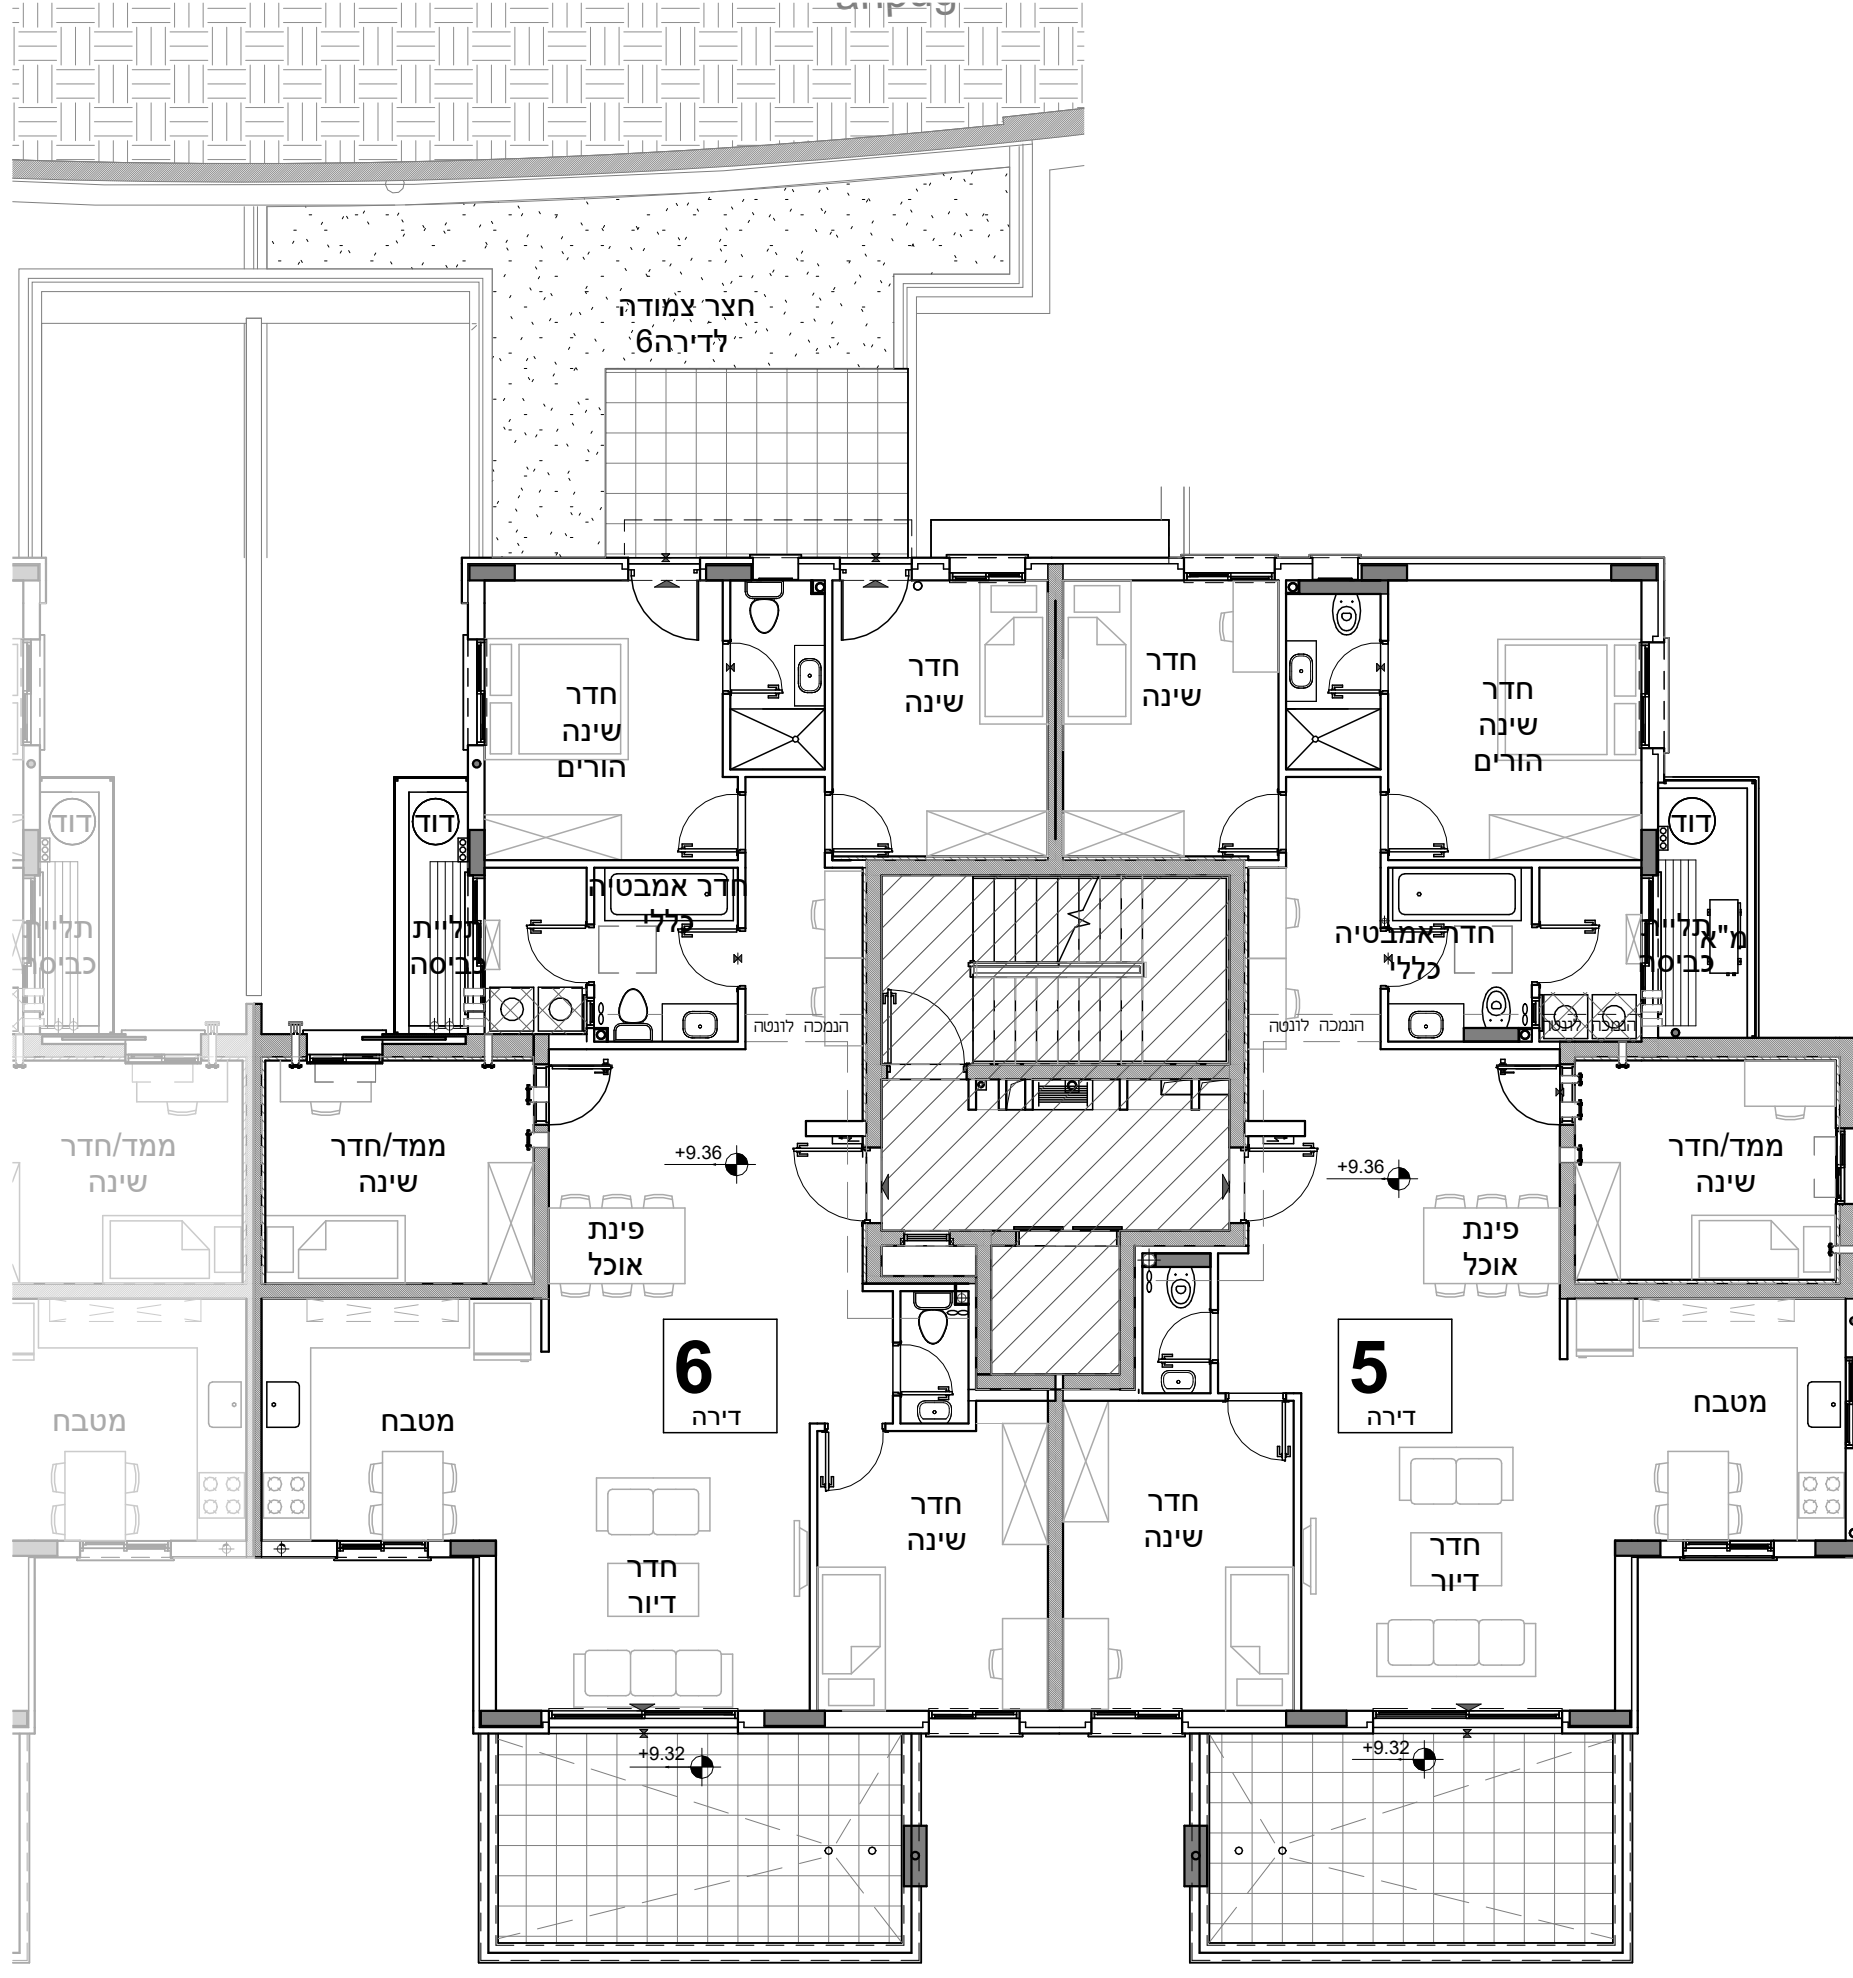 חצר צמודה
לדירה6
חדר
שינה
הורים
חדר
שינה
חדר
שינה
חדר
שינה
הורים
דוד
דוד
דוד
חדר אמבטיה
כללי
חדר אמבטיה
כללי
תליית
כביסה
תליית
כביסה
תליית
כביסה
מ"א
הנמכה לונטה
הנמכה לונטה
הנמכה לונטה
ממד/חדר
שינה
ממד/חדר
שינה
ממד/חדר
שינה
+9.36
+9.36
פינת
אוכל
פינת
אוכל
6
דירה
5
דירה
מטבח
מטבח
מטבח
חדר
שינה
חדר
שינה
חדר
דיור
חדר
דיור
+9.32
+9.32